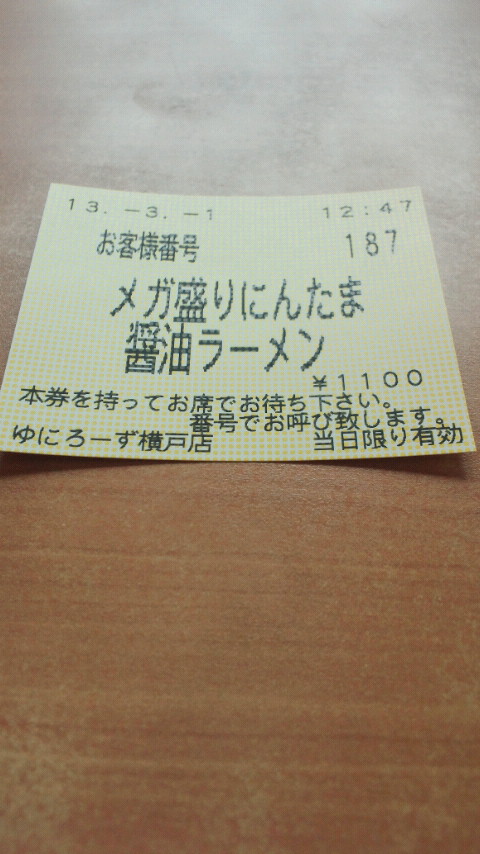 13.-3.-1 12:47
お客様番号 187
メガ盛りにんたま
醤油ラーメン
¥1100
本券を持ってお席でお待ち下さい。
番号でお呼び致します。
ゆにろーず横戸店 当日限り有効